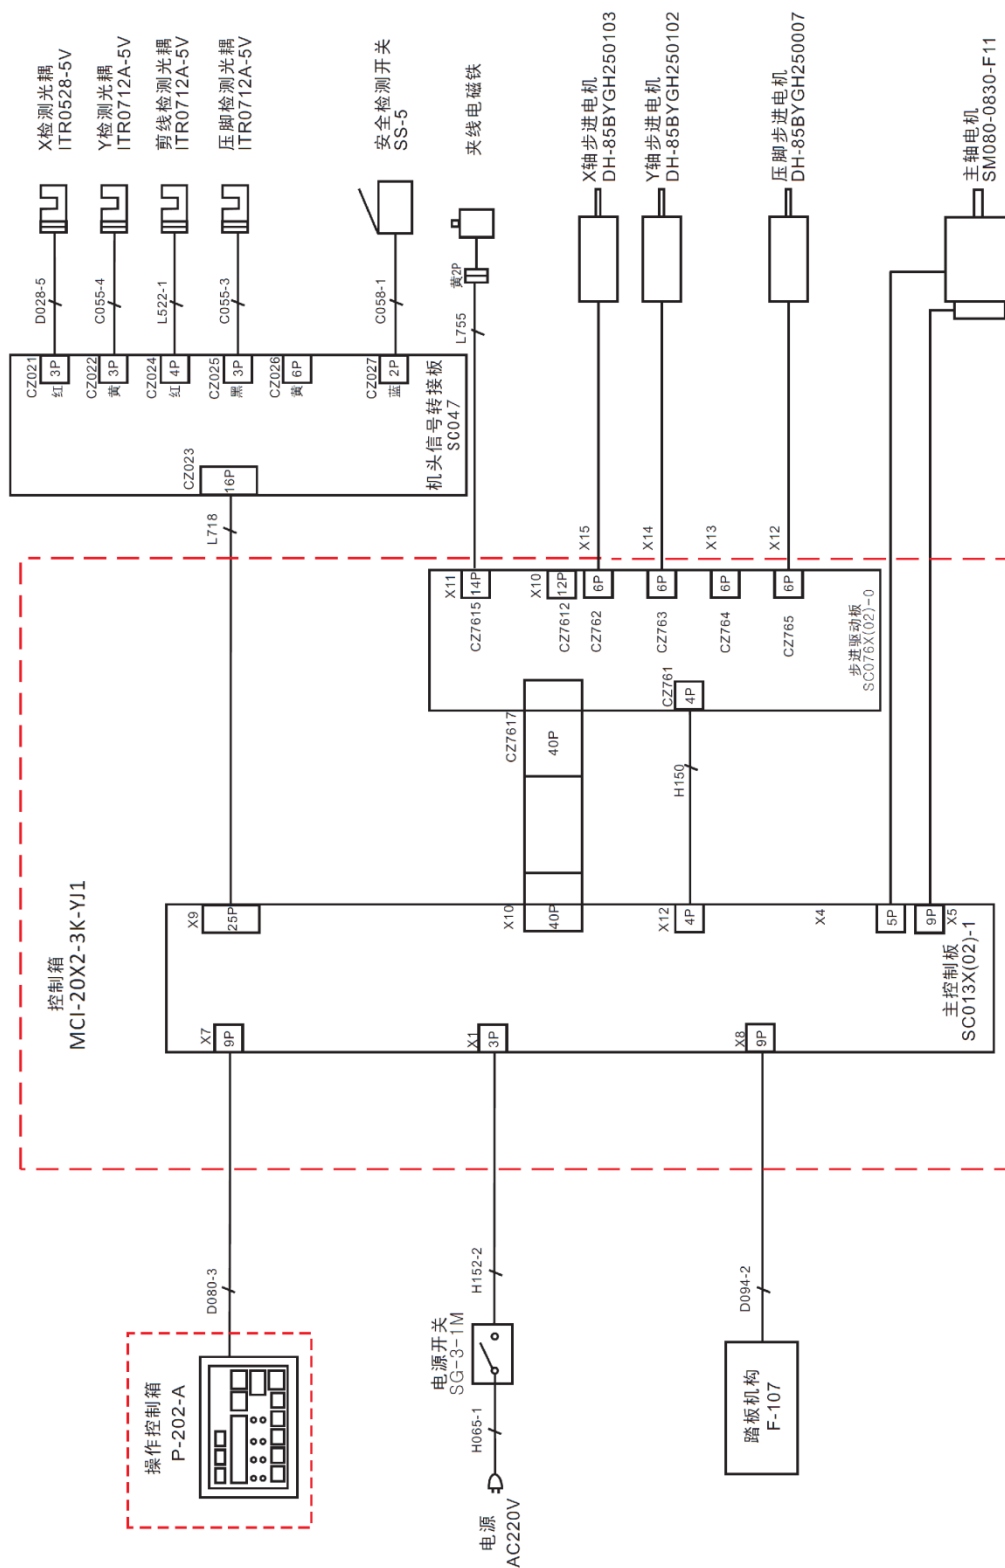 X检测光耦
ITR0528-5V
Y检测光耦
ITR0712A-5V
剪线检测光耦
ITR0712A-5V
压脚检测光耦
ITR0712A-5V
安全检测开关
SS-5
夹线电磁铁
X轴步进电机
DH-85BYGH250103
Y轴步进电机
DH-85BYGH250102
压脚步进电机
DH-85BYGH250007
主轴电机
SM080-0830-F11
D028-5
C055-4
L522-1
C055-3
C058-1
黄2P
L755
CZ021
3P
红
CZ022
3P
黄
CZ024
4P
红
CZ025
3P
黑
CZ026
6P
黄
CZ027
2P
蓝
机头信号转接板
SC047
CZ023
16P
L718
X11
14P
CZ7615
X10
12P
CZ7612
X15
6P
CZ762
X14
6P
CZ763
X13
6P
CZ764
X12
6P
CZ765
步进驱动板
SC076X(02)-0
CZ7617
40P
CZ761
4P
H150
控制箱
MCI-20X2-3K-YJ1
X9
25P
X10
40P
X12
4P
X4
5P
9P
X5
主控制板
SC013X(02)-1
X7
9P
X1
3P
X8
9P
D080-3
H152-2
D094-2
操作控制箱
P-202-A
电源开关
SG-3-1M
H065-1
电源
AC220V
踏板机构
F-107